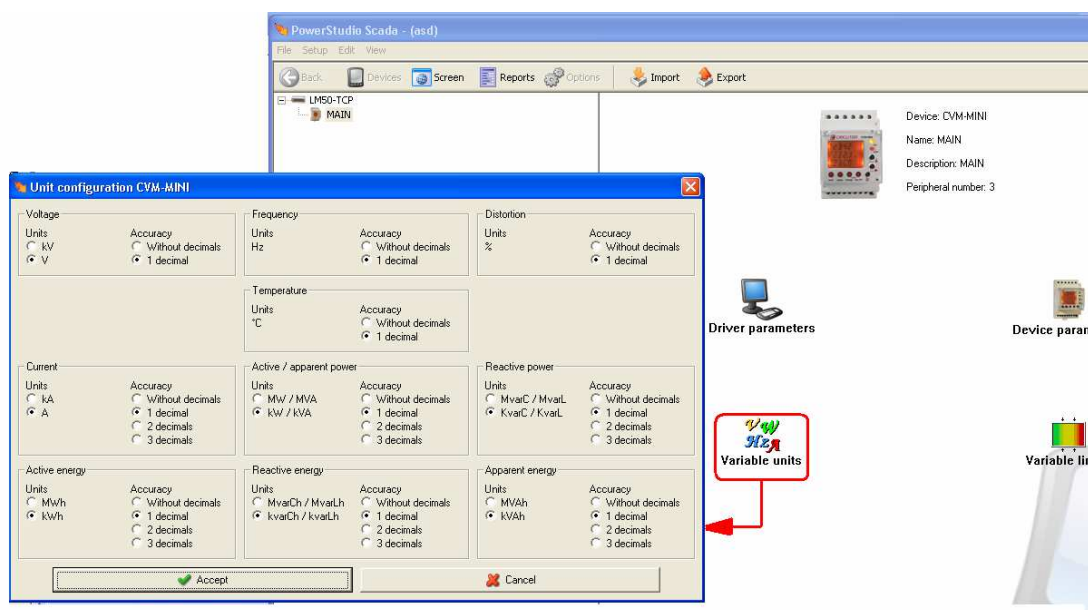 PowerStudio Scada - (asd)
File Setup Edit View
Back Devices Screen Reports Options Import Export
LM50-TCP
MAIN
Device: CVM-MINI
Name: MAIN
Description: MAIN
Peripheral number: 3
Driver parameters
Device param
Variable units
Variable li
Unit configuration CVM-MINI
Voltage
Units Accuracy
kV Without decimals
V 1 decimal
Frequency
Units Accuracy
Hz Without decimals
1 decimal
Distortion
Units Accuracy
% Without decimals
1 decimal
Temperature
Units Accuracy
°C Without decimals
1 decimal
Current
Units Accuracy
kA Without decimals
A 1 decimal
2 decimals
3 decimals
Active / apparent power
Units Accuracy
MW / MVA Without decimals
kW / kVA 1 decimal
2 decimals
3 decimals
Reactive power
Units Accuracy
MvarC / MvarL Without decimals
KvarC / KvarL 1 decimal
2 decimals
3 decimals
Active energy
Units Accuracy
MWh Without decimals
kWh 1 decimal
2 decimals
3 decimals
Reactive energy
Units Accuracy
MvarCh / MvarLh Without decimals
kvarCh / kvarLh 1 decimal
2 decimals
3 decimals
Apparent energy
Units Accuracy
MVAh Without decimals
kVAh 1 decimal
2 decimals
3 decimals
Accept Cancel
V W
Hz A